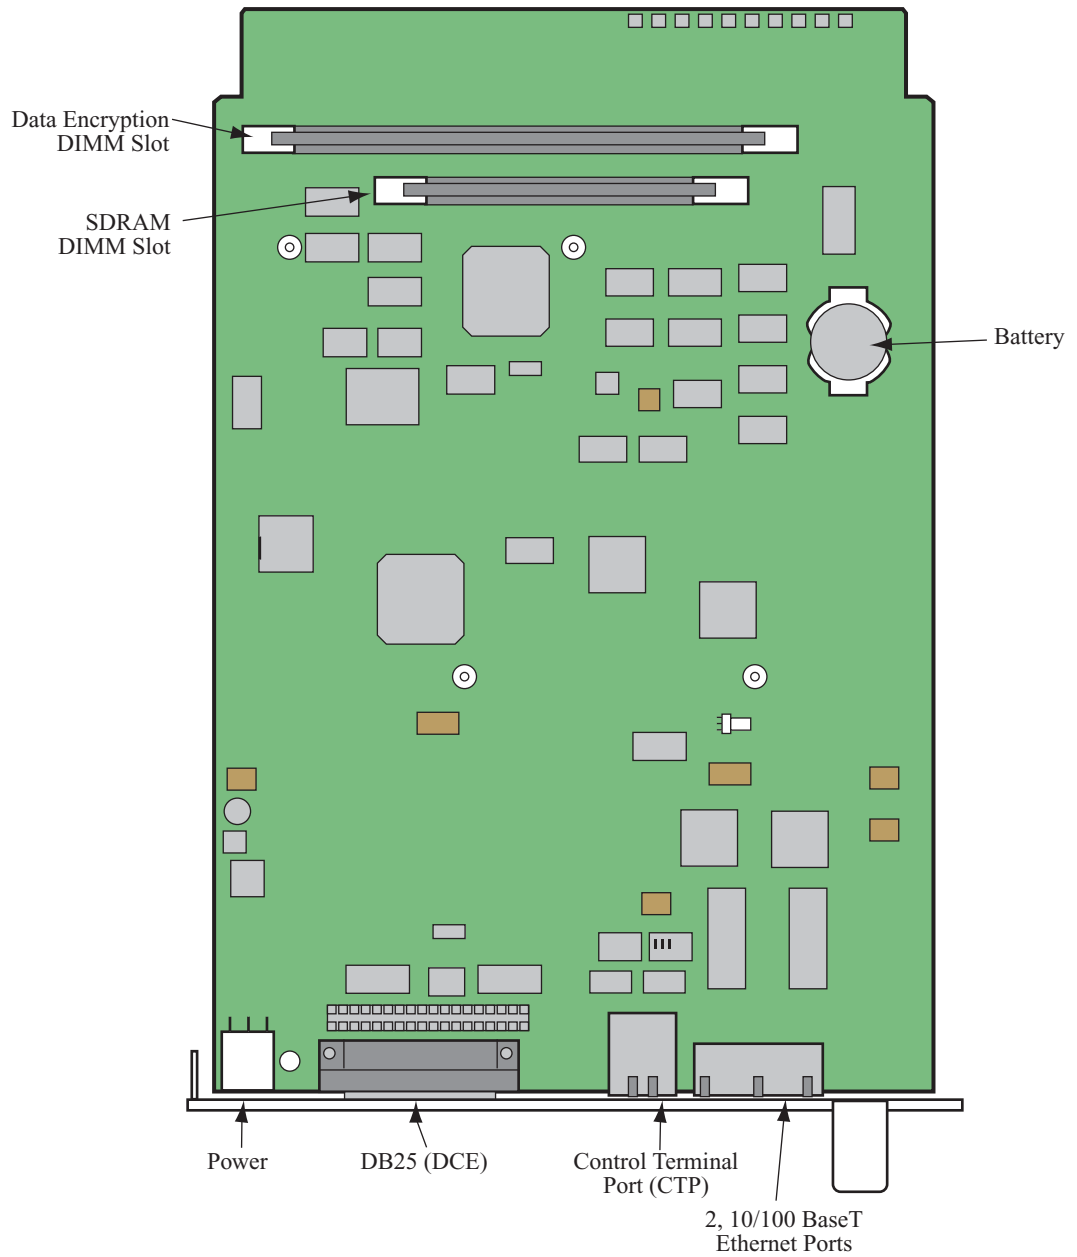 Data Encryption
DIMM Slot
SDRAM
DIMM Slot
Battery
Power
DB25 (DCE)
Control Terminal
Port (CTP)
2, 10/100 BaseT
Ethernet Ports